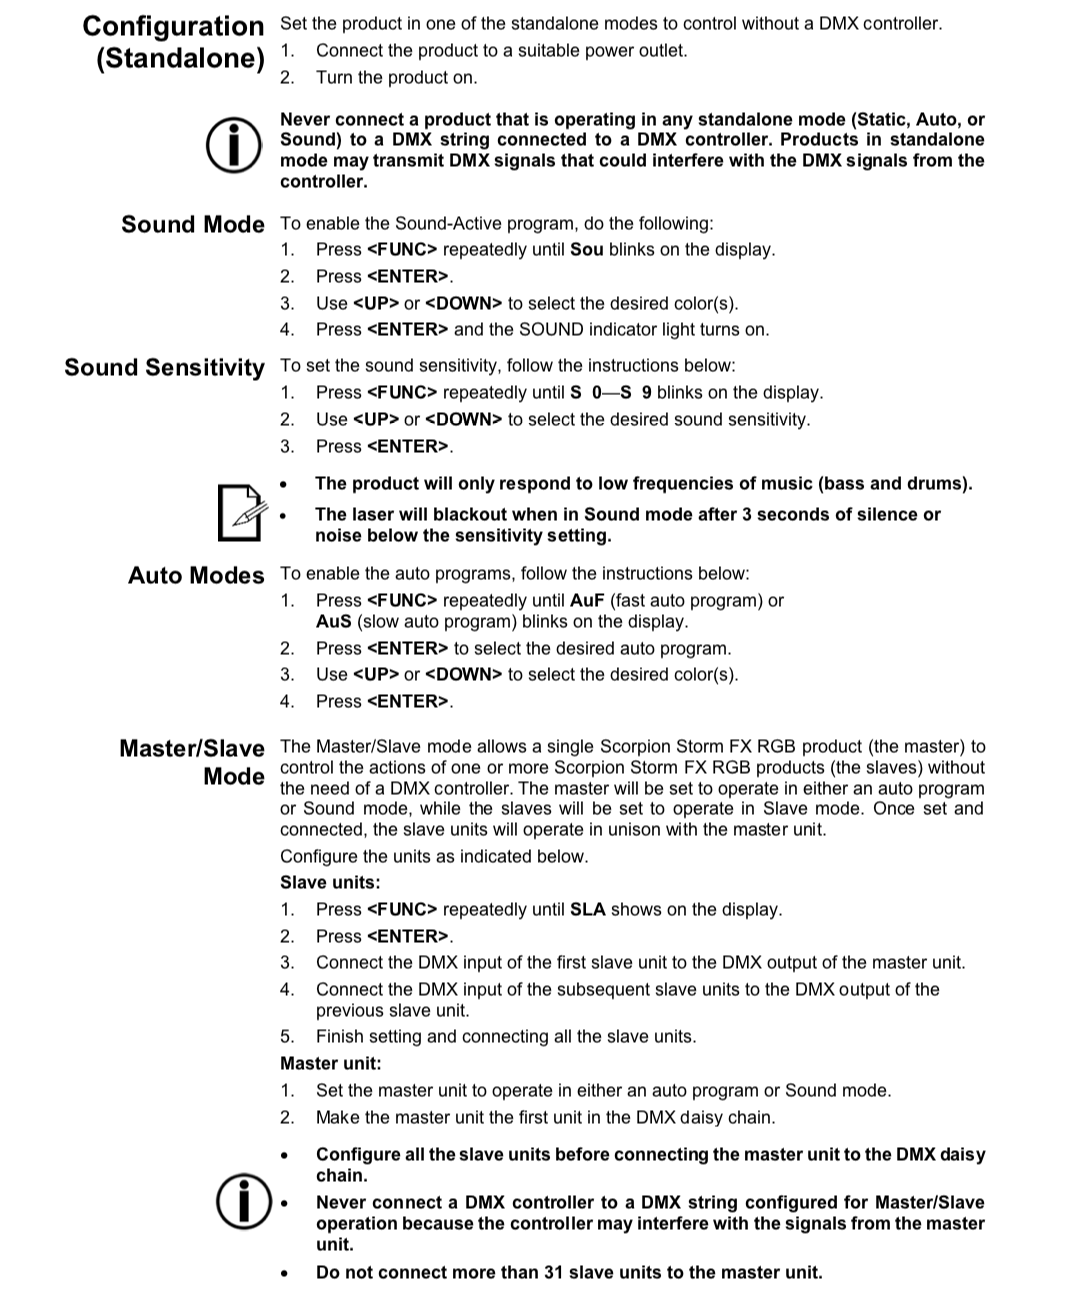 Configuration
(Standalone)
Set the product in one of the standalone modes to control without a DMX controller.
1. Connect the product to a suitable power outlet.
2. Turn the product on.
Never connect a product that is operating in any standalone mode (Static, Auto, or
Sound) to a DMX string connected to a DMX controller. Products in standalone
mode may transmit DMX signals that could interfere with the DMX signals from the
controller.
Sound Mode
To enable the Sound-Active program, do the following:
1. Press <FUNC> repeatedly until Sou blinks on the display.
2. Press <ENTER>.
3. Use <UP> or <DOWN> to select the desired color(s).
4. Press <ENTER> and the SOUND indicator light turns on.
Sound Sensitivity
To set the sound sensitivity, follow the instructions below:
1. Press <FUNC> repeatedly until S 0—S 9 blinks on the display.
2. Use <UP> or <DOWN> to select the desired sound sensitivity.
3. Press <ENTER>.
• The product will only respond to low frequencies of music (bass and drums).
• The laser will blackout when in Sound mode after 3 seconds of silence or
noise below the sensitivity setting.
Auto Modes
To enable the auto programs, follow the instructions below:
1. Press <FUNC> repeatedly until AuF (fast auto program) or
AuS (slow auto program) blinks on the display.
2. Press <ENTER> to select the desired auto program.
3. Use <UP> or <DOWN> to select the desired color(s).
4. Press <ENTER>.
Master/Slave
Mode
The Master/Slave mode allows a single Scorpion Storm FX RGB product (the master) to
control the actions of one or more Scorpion Storm FX RGB products (the slaves) without
the need of a DMX controller. The master will be set to operate in either an auto program
or Sound mode, while the slaves will be set to operate in Slave mode. Once set and
connected, the slave units will operate in unison with the master unit.
Configure the units as indicated below.
Slave units:
1. Press <FUNC> repeatedly until SLA shows on the display.
2. Press <ENTER>.
3. Connect the DMX input of the first slave unit to the DMX output of the master unit.
4. Connect the DMX input of the subsequent slave units to the DMX output of the
previous slave unit.
5. Finish setting and connecting all the slave units.
Master unit:
1. Set the master unit to operate in either an auto program or Sound mode.
2. Make the master unit the first unit in the DMX daisy chain.
• Configure all the slave units before connecting the master unit to the DMX daisy
chain.
• Never connect a DMX controller to a DMX string configured for Master/Slave
operation because the controller may interfere with the signals from the master
unit.
• Do not connect more than 31 slave units to the master unit.